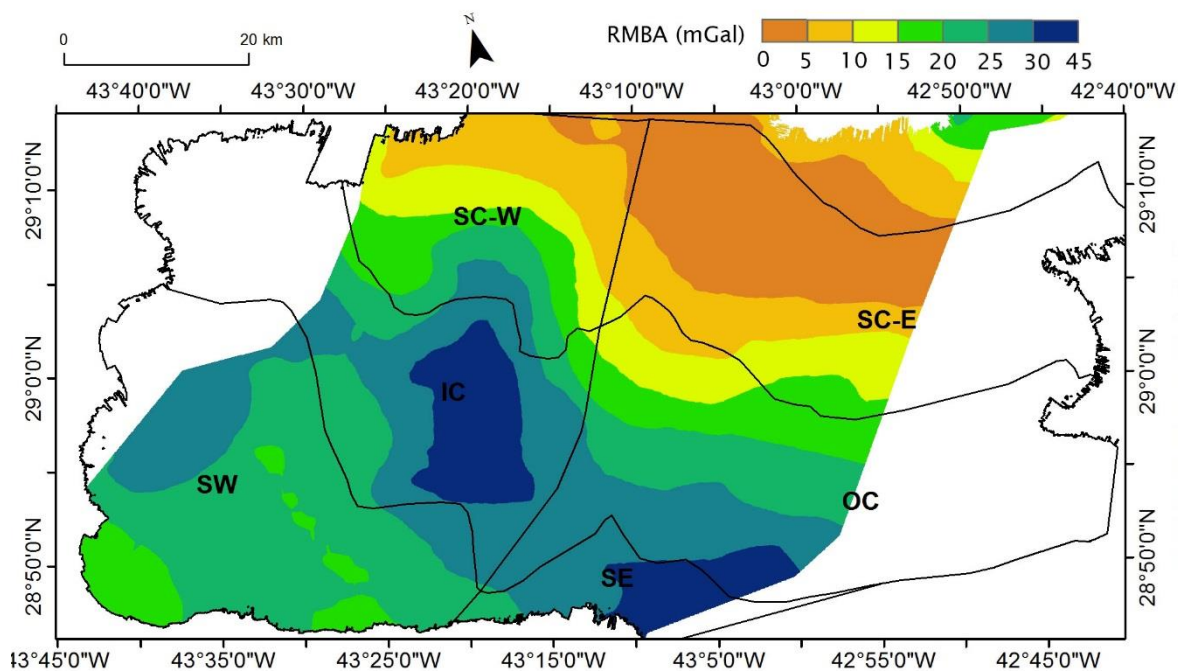 N
0 20 km
RMBA (mGal)
0 5 10 15 20 25 30 45
43°40'0"W 43°30'0"W 43°20'0"W 43°10'0"W 43°00'0"W 42°50'0"W 42°40'0"W
29°10'0"N 29°10'0"N
SC-W
SC-E
29°0'0"N 29°0'0"N
IC
SW
OC
28°50'0"N 28°50'0"N
SE
43°45'0"W 43°35'0"W 43°25'0"W 43°15'0"W 43°5'0"W 42°55'0"W 42°45'0"W